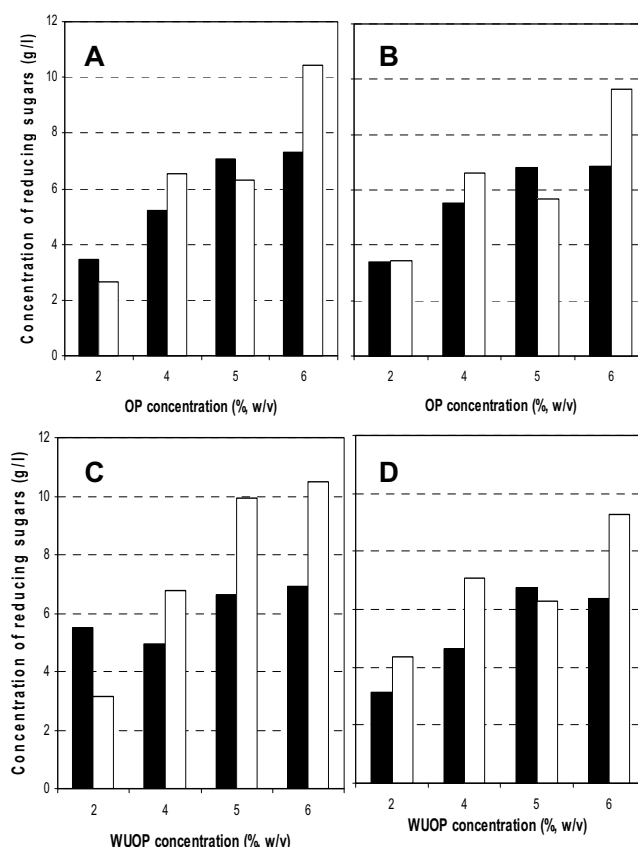 A
B
Concentration of reducing sugars (g/l)
12
10
8
6
4
2
0
2 4 5 6
2 4 5 6
OP concentration (%, w/v)
OP concentration (%, w/v)
C
D
Concentration of reducing sugars (g/l)
12
10
8
6
4
2
0
2 4 5 6
2 4 5 6
WUOP concentration (%, w/v)
WUOP concentration (%, w/v)